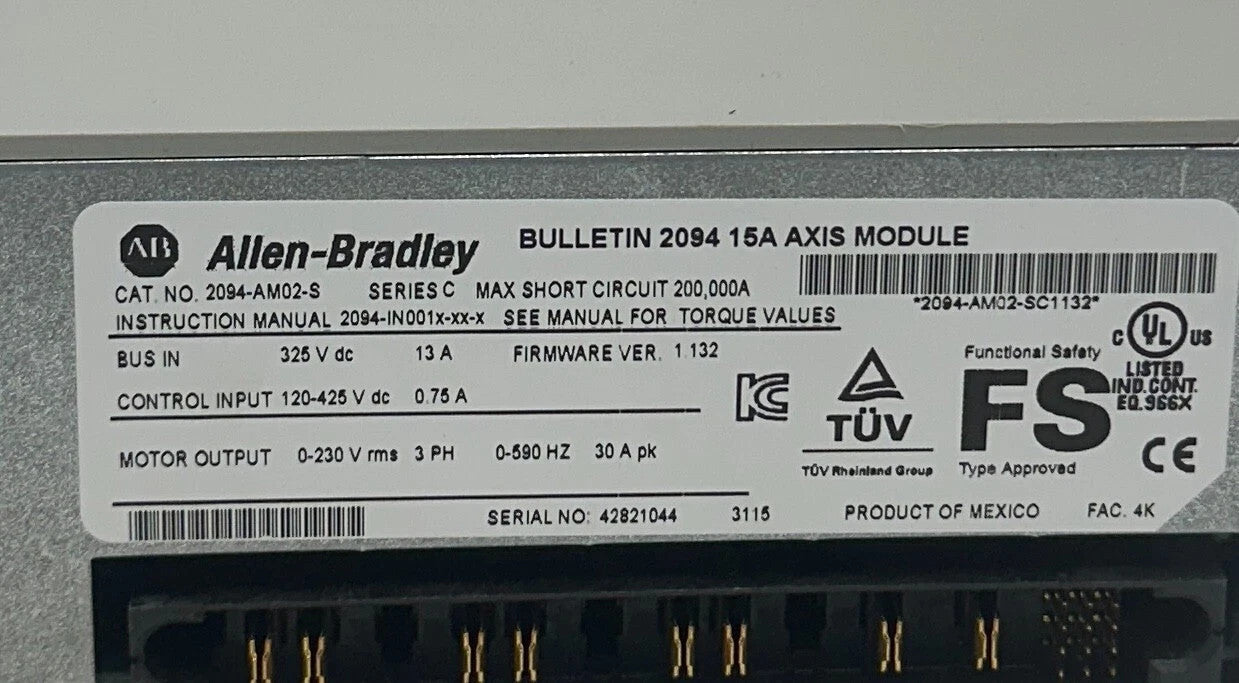 AB Allen-Bradley BULLETIN 2094 15A AXIS MODULE
CAT. NO. 2094-AM02-S SERIES C MAX SHORT CIRCUIT 200,000A
*2094-AM02-SC1132*
INSTRUCTION MANUAL 2094-IN001x-xx-x SEE MANUAL FOR TORQUE VALUES
BUS IN 325 V dc 13 A FIRMWARE VER. 1.132
CONTROL INPUT 120-425 V dc 0.75 A
MOTOR OUTPUT 0-230 V rms 3 PH 0-590 HZ 30 A pk
KC
TÜV
TÜV Rheinland Group
Functional Safety
FS
Type Approved
C UL US
LISTED
IND. CONT.
EQ. 966X
CE
SERIAL NO: 42821044 3115 PRODUCT OF MEXICO FAC. 4K